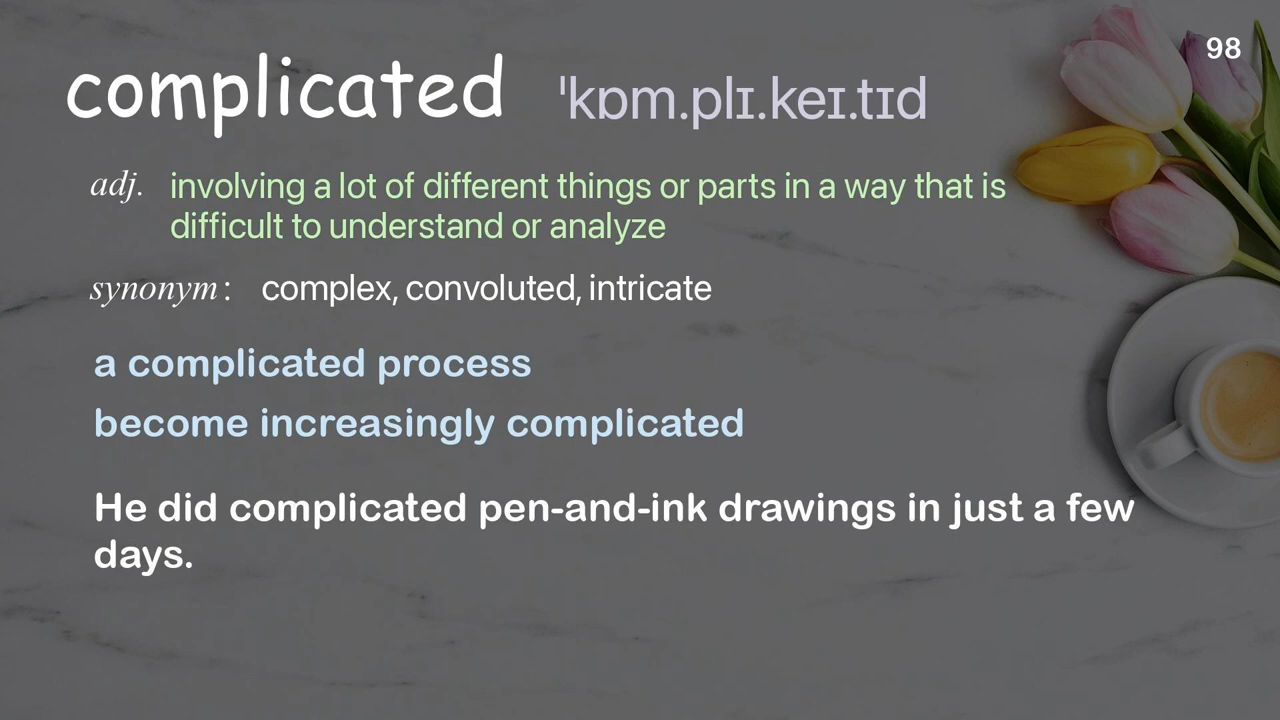 98
complicated ˈkɒm.plɪ.keɪ.tɪd
adj. involving a lot of different things or parts in a way that is
difficult to understand or analyze
synonym: complex, convoluted, intricate
a complicated process
become increasingly complicated
He did complicated pen-and-ink drawings in just a few
days.